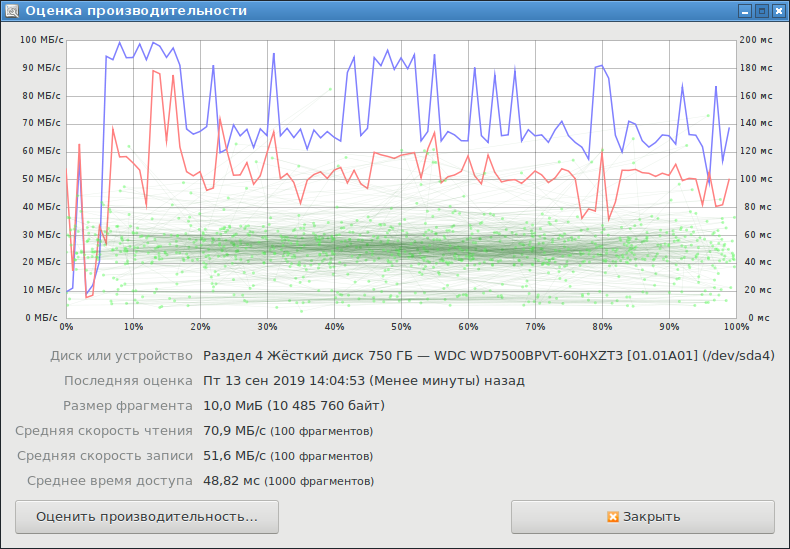 Оценка производительности
100 МБ/с
90 МБ/с
80 МБ/с
70 МБ/с
60 МБ/с
50 МБ/с
40 МБ/с
30 МБ/с
20 МБ/с
10 МБ/с
0 МБ/с
200 мс
180 мс
160 мс
140 мс
120 мс
100 мс
80 мс
60 мс
40 мс
20 мс
0 мс
0% 10% 20% 30% 40% 50% 60% 70% 80% 90% 100%
Диск или устройство Раздел 4 Жёсткий диск 750 ГБ — WDC WD7500BPVT-60HXZT3 [01.01A01] (/dev/sda4)
Последняя оценка Пт 13 сен 2019 14:04:53 (Менее минуты) назад
Размер фрагмента 10,0 МиБ (10 485 760 байт)
Средняя скорость чтения 70,9 МБ/с (100 фрагментов)
Средняя скорость записи 51,6 МБ/с (100 фрагментов)
Среднее время доступа 48,82 мс (1000 фрагментов)
Оценить производительность... Закрыть